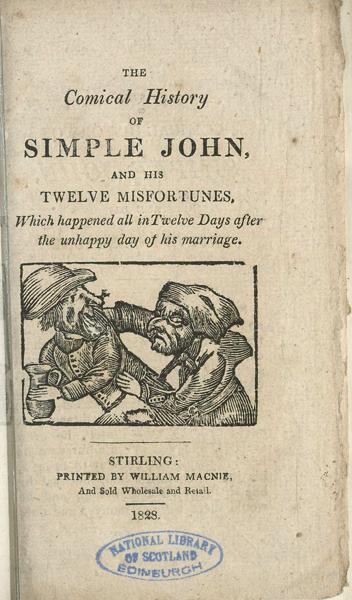 THE
Comical History
OF
SIMPLE JOHN,
AND HIS
TWELVE MISFORTUNES,
Which happened all in Twelve Days after
the unhappy day of his marriage.
STIRLING:
PRINTED BY WILLIAM MACNIE,
And Sold Wholesale and Retail.
1828.
NATIONAL LIBRARY
OF SCOTLAND
EDINBURGH